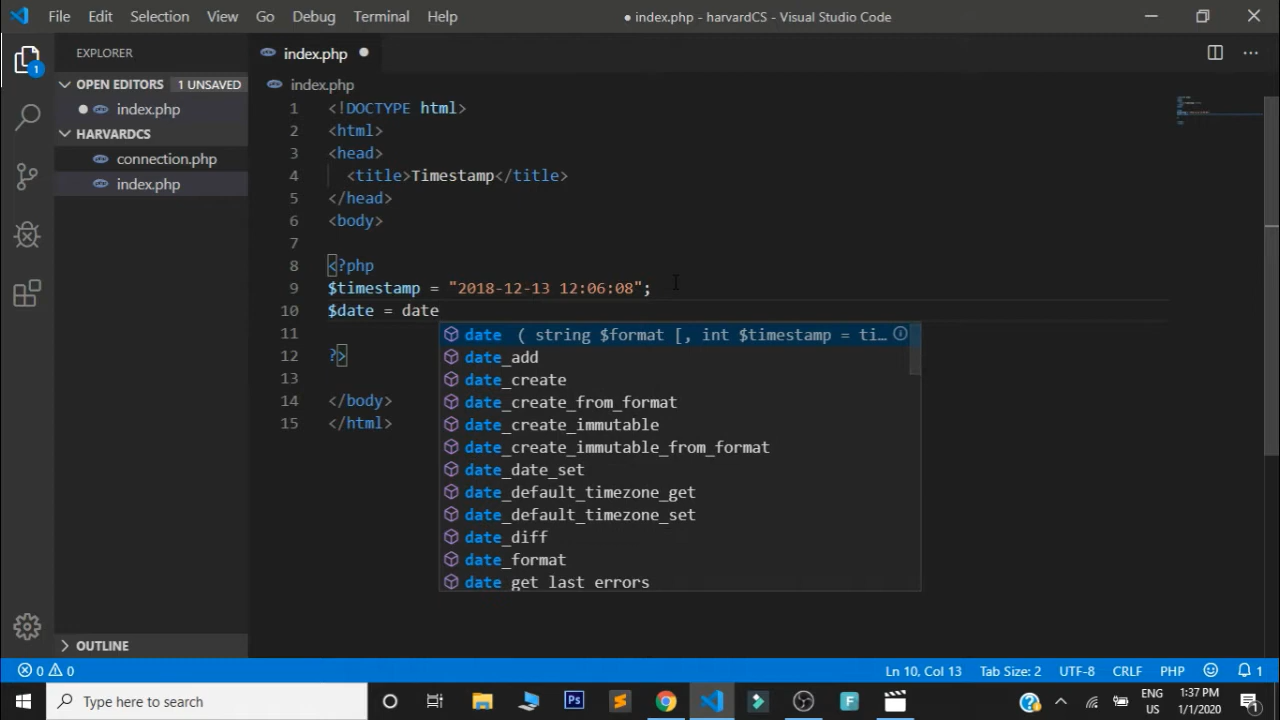 File Edit Selection View Go Debug Terminal Help
● index.php - harvardCS - Visual Studio Code
EXPLORER
index.php
OPEN EDITORS 1 UNSAVED
index.php
HARVARDCS
connection.php
index.php
1
index.php
1 <!DOCTYPE html>
2 <html>
3 <head>
4 <title>Timestamp</title>
5 </head>
6 <body>
7
8 <?php
9 $timestamp = "2018-12-13 12:06:08";
10 $date = date
11
12 ?>
13
14 </body>
15 </html>
date ( string $format [, int $timestamp = ti…
date_add
date_create
date_create_from_format
date_create_immutable
date_create_immutable_from_format
date_date_set
date_default_timezone_get
date_default_timezone_set
date_diff
date_format
date_get_last_errors
OUTLINE
0 0
Ln 10, Col 13 Tab Size: 2 UTF-8 CRLF PHP 1
Type here to search
Ps
F
ENG
US
1:37 PM
1/1/2020
1